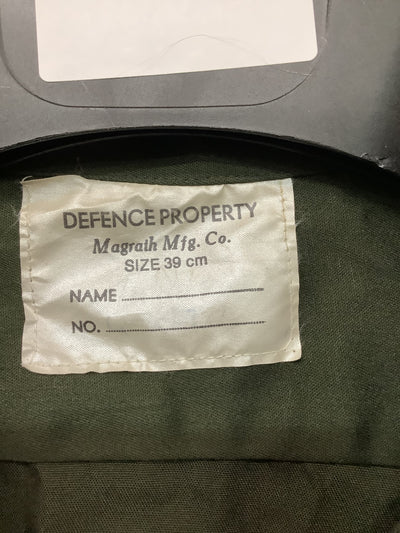 DEFENCE PROPERTY
Magrath Mfg. Co.
SIZE 39 cm
NAME
NO.